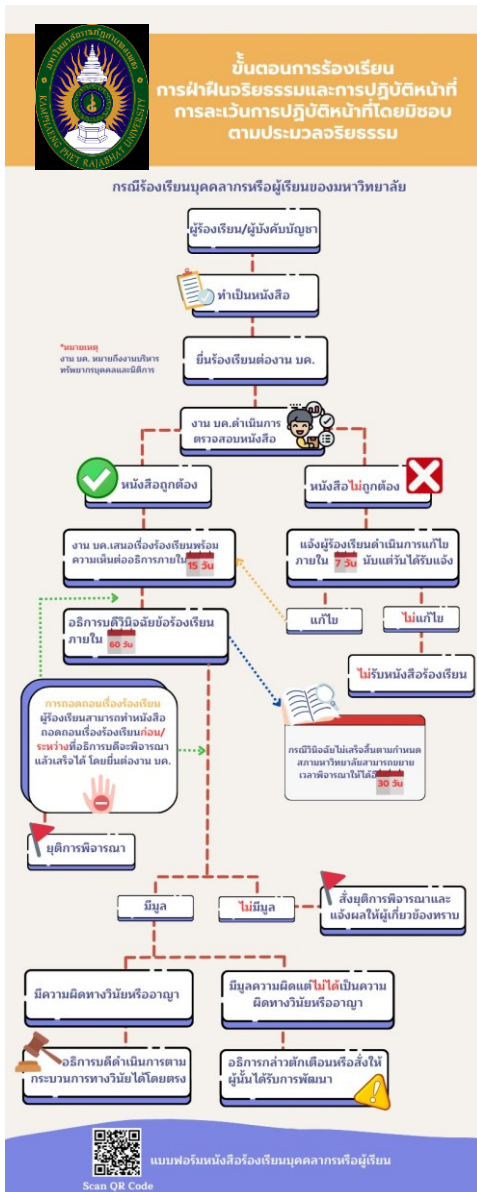 มหาวิทยาลัยราชภัฏกำแพงเพชร
KAMPHAENG PHET RAJABHAT UNIVERSITY
ขั้นตอนการร้องเรียน
การฝ่าฝืนจริยธรรมและการปฏิบัติหน้าที่
การละเว้นการปฏิบัติหน้าที่โดยมิชอบ
ตามประมวลจริยธรรม
กรณีร้องเรียนบุคคลากรหรือผู้เรียนของมหาวิทยาลัย
ผู้ร้องเรียน/ผู้บังคับบัญชา
ทำเป็นหนังสือ
*หมายเหตุ
งาน บค. หมายถึงงานบริหาร
ทรัพยากรบุคคลและนิติการ
ยื่นร้องเรียนต่องาน บค.
งาน บค.ดำเนินการ
ตรวจสอบหนังสือ
หนังสือถูกต้อง
หนังสือไม่ถูกต้อง
งาน บค.เสนอเรื่องร้องเรียนพร้อม
ความเห็นต่ออธิการภายใน 15 วัน
แจ้งผู้ร้องเรียนดำเนินการแก้ไข
ภายใน 7 วัน นับแต่วันได้รับแจ้ง
แก้ไข
ไม่แก้ไข
อธิการบดีวินิจฉัยข้อร้องเรียน
ภายใน 60 วัน
ไม่รับหนังสือร้องเรียน
การถอดถอนเรื่องร้องเรียน
ผู้ร้องเรียนสามารถทำหนังสือ
ถอดถอนเรื่องร้องเรียนก่อน/
ระหว่างที่อธิการบดีจะพิจารณา
แล้วเสร็จได้ โดยยื่นต่องาน บค.
กรณีวินิจฉัยไม่เสร็จสิ้นตามกำหนด
สภามหาวิทยาลัยสามารถขยาย
เวลาพิจารณาให้ได้อีก
30 วัน
ยุติการพิจารณา
มีมูล
ไม่มีมูล
สั่งยุติการพิจารณาและ
แจ้งผลให้ผู้เกี่ยวข้องทราบ
มีความผิดทางวินัยหรืออาญา
มีมูลความผิดแต่ไม่ได้เป็นความ
ผิดทางวินัยหรืออาญา
อธิการบดีดำเนินการตาม
กระบวนการทางวินัยได้โดยตรง
อธิการกล่าวตักเตือนหรือสั่งให้
ผู้นั้นได้รับการพัฒนา
แบบฟอร์มหนังสือร้องเรียนบุคลากรหรือผู้เรียน
Scan QR Code